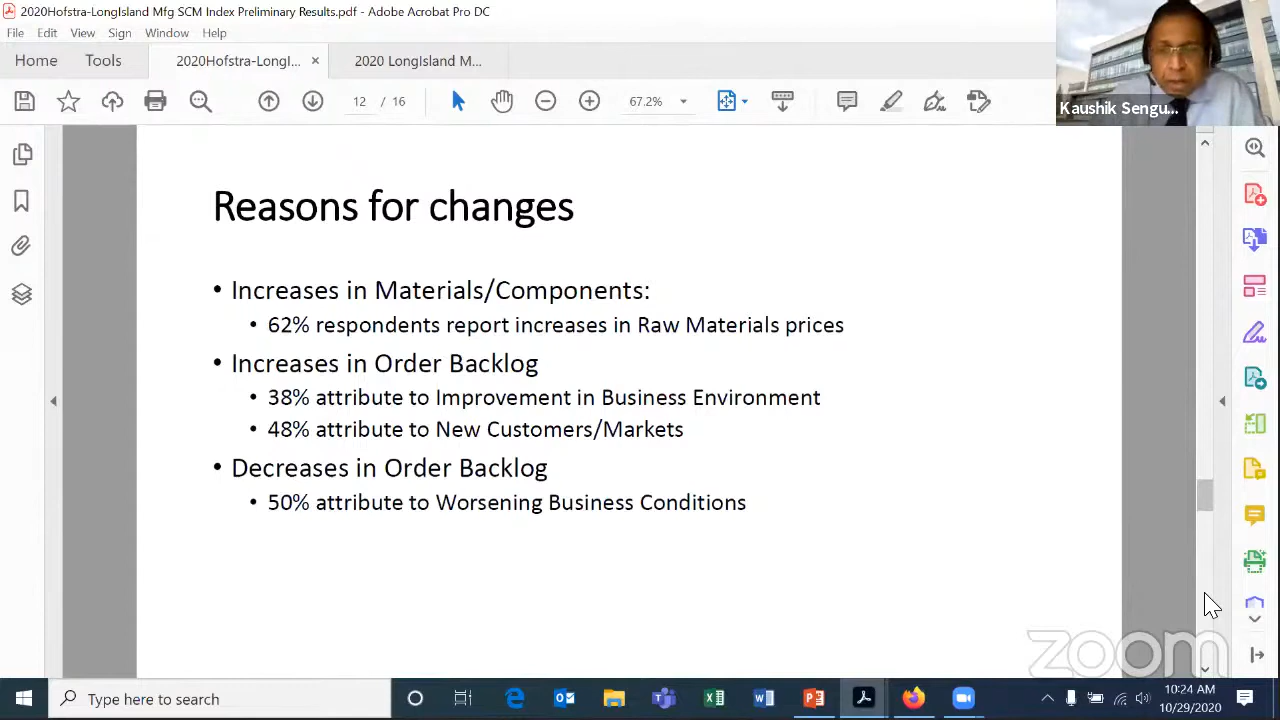 2020Hofstra-LongIsland Mfg SCM Index Preliminary Results.pdf - Adobe Acrobat Pro DC
File Edit View Sign Window Help
Home Tools 2020Hofstra-LongI... × 2020 LongIsland M...
12 / 16 67.2%
Kaushik Sengu...
Reasons for changes
• Increases in Materials/Components:
• 62% respondents report increases in Raw Materials prices
• Increases in Order Backlog
• 38% attribute to Improvement in Business Environment
• 48% attribute to New Customers/Markets
• Decreases in Order Backlog
• 50% attribute to Worsening Business Conditions
zoom
Type here to search
10:24 AM
10/29/2020